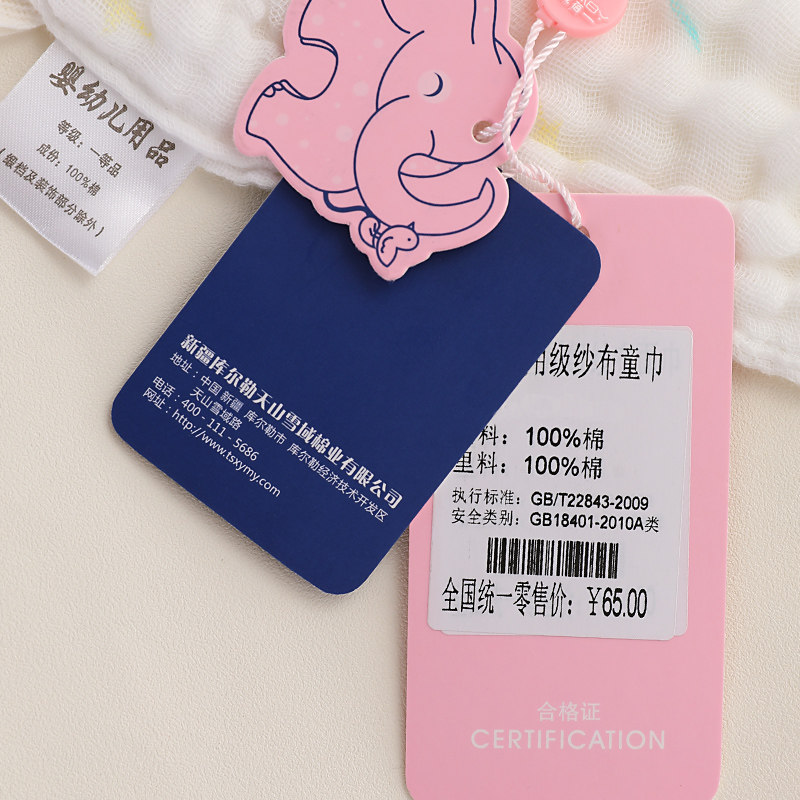 婴幼儿用品
等级：一等品
成份：100%棉
（缎档及装饰部分除外）
新疆库尔勒天山雪域棉业有限公司
地址：中国 新疆 库尔勒市 库尔勒经济技术开发区
天山雪域路
电话：400 - 111 - 5686
网址：http://www.tsxymy.com
级纱布童巾
料：100%棉
里料：100%棉
执行标准：GB/T22843-2009
安全类别：GB18401-2010A类
全国统一零售价：¥65.00
合格证
CERTIFICATION